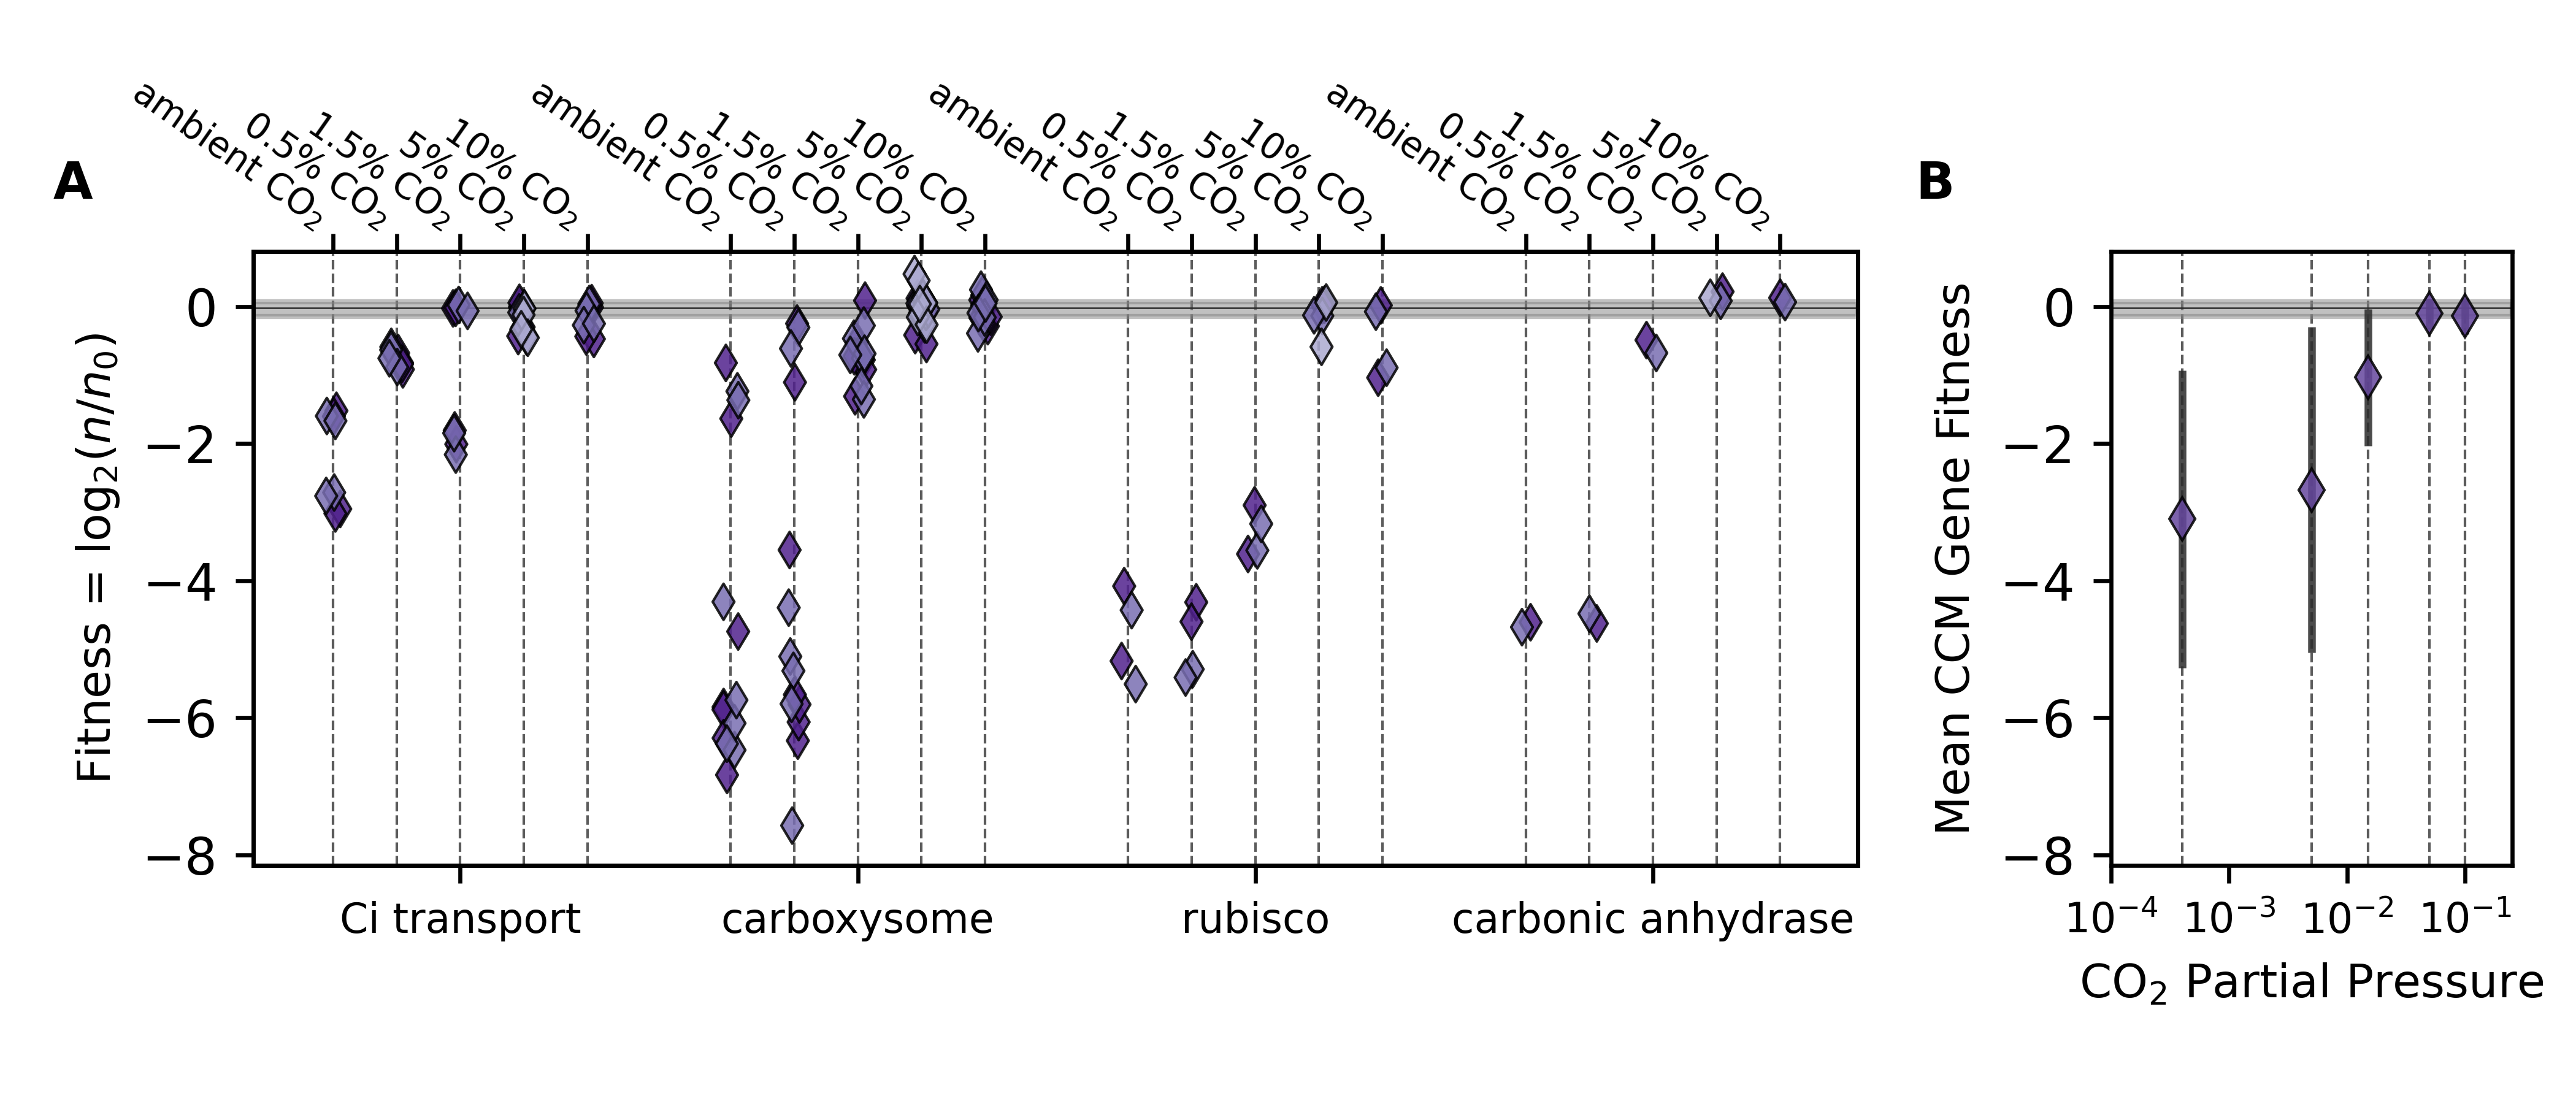 A
ambient CO₂
0.5% CO₂
1.5% CO₂
5% CO₂
10% CO₂
ambient CO₂
0.5% CO₂
1.5% CO₂
5% CO₂
10% CO₂
ambient CO₂
0.5% CO₂
1.5% CO₂
5% CO₂
10% CO₂
ambient CO₂
0.5% CO₂
1.5% CO₂
5% CO₂
10% CO₂
Fitness = log₂(n/n₀)
0
−2
−4
−6
−8
Ci transport
carboxysome
rubisco
carbonic anhydrase
B
Mean CCM Gene Fitness
0
−2
−4
−6
−8
10⁻⁴
10⁻³
10⁻²
10⁻¹
CO₂ Partial Pressure